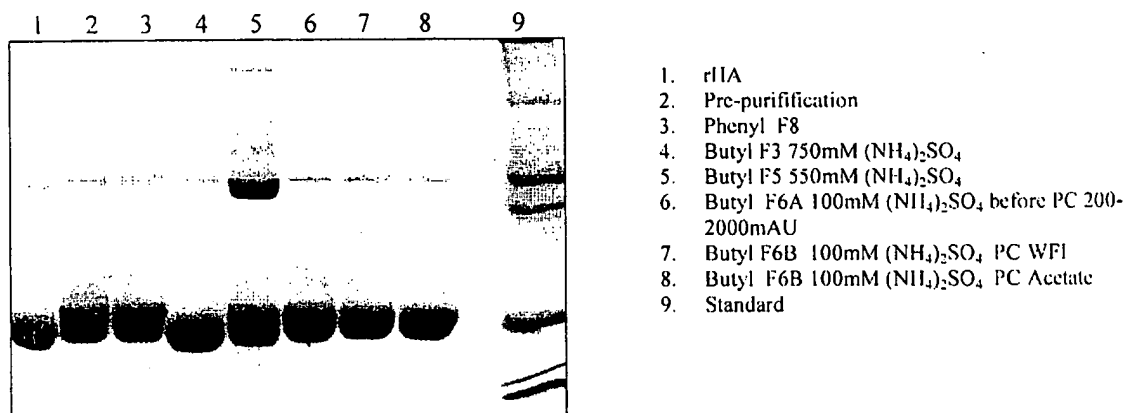 1 2 3 4 5 6 7 8 9
1. rHA
2. Pre-purifification
3. Phenyl F8
4. Butyl F3 750mM (NH₄)₂SO₄
5. Butyl F5 550mM (NH₄)₂SO₄
6. Butyl F6A 100mM (NH₄)₂SO₄ before PC 200-
2000mAU
7. Butyl F6B 100mM (NH₄)₂SO₄ PC WFI
8. Butyl F6B 100mM (NH₄)₂SO₄ PC Acetate
9. Standard